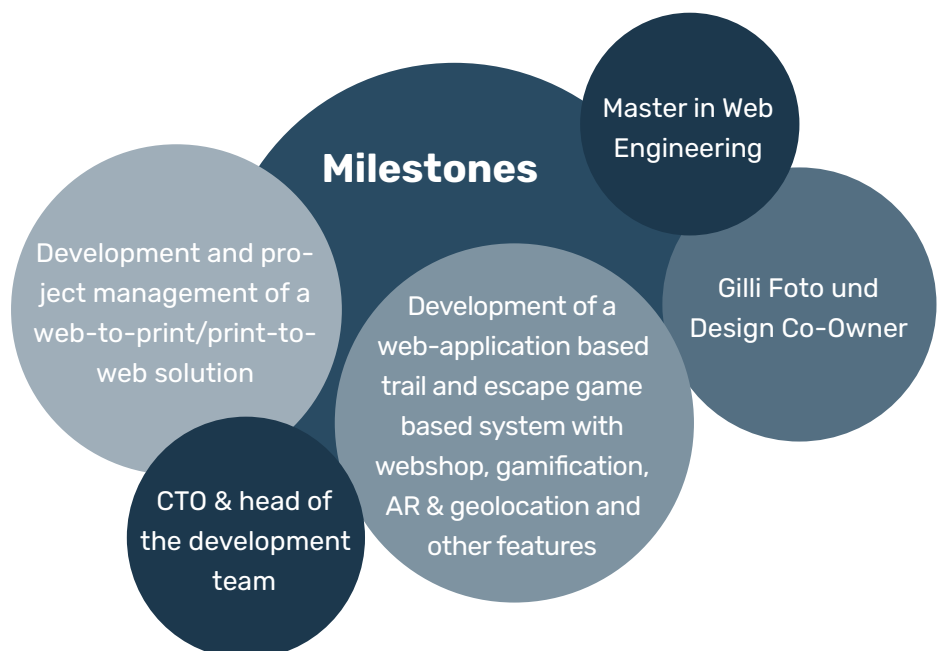 Milestones
Master in Web
Engineering
Development and pro-
ject management of a
web-to-print/print-to-
web solution
Development of a
web-application based
trail and escape game
based system with
webshop, gamification,
AR & geolocation and
other features
Gilli Foto und
Design Co-Owner
CTO & head of
the development
team